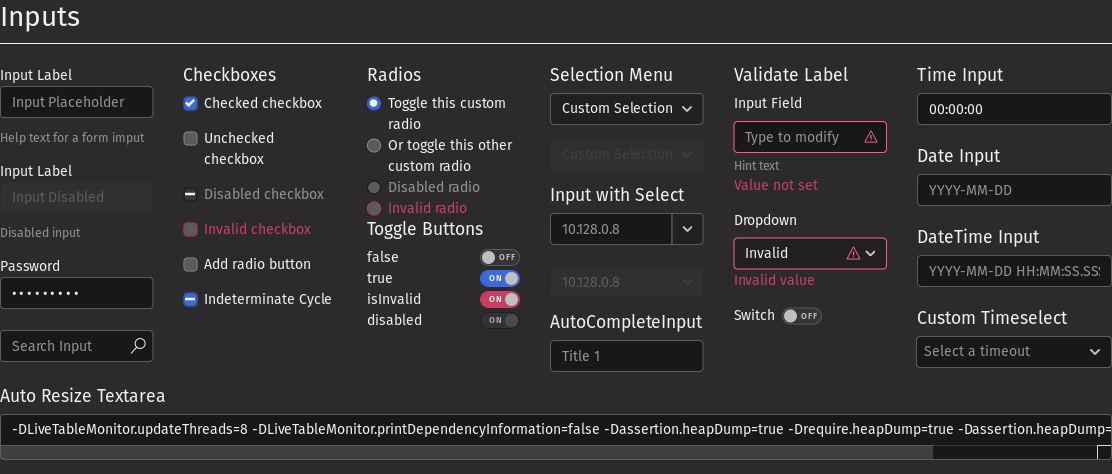 Inputs
Input Label
Input Placeholder
Help text for a form imput
Input Label
Input Disabled
Disabled input
Password
•••••••••
Search Input
Checkboxes
Checked checkbox
Unchecked
checkbox
Disabled checkbox
Invalid checkbox
Add radio button
Indeterminate Cycle
Radios
Toggle this custom
radio
Or toggle this other
custom radio
Disabled radio
Invalid radio
Toggle Buttons
false OFF
true ON
isInvalid ON
disabled ON
Selection Menu
Custom Selection
Custom Selection
Input with Select
10.128.0.8
10.128.0.8
AutoCompleteInput
Title 1
Validate Label
Input Field
Type to modify
Hint text
Value not set
Dropdown
Invalid
Invalid value
Switch OFF
Time Input
00:00:00
Date Input
YYYY-MM-DD
DateTime Input
YYYY-MM-DD HH:MM:SS.SS
Custom Timeselect
Select a timeout
Auto Resize Textarea
-DLiveTableMonitor.updateThreads=8 -DLiveTableMonitor.printDependencyInformation=false -Dassertion.heapDump=true -Drequire.heapDump=true -Dassertion.heapDump=